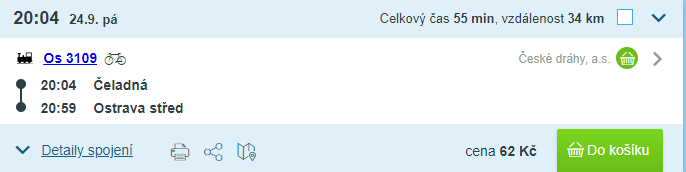 20:04 24.9. pá Celkový čas 55 min, vzdálenost 34 km
Os 3109 České dráhy, a.s.
20:04 Čeladná
20:59 Ostrava střed
Detaily spojení cena 62 Kč Do košíku